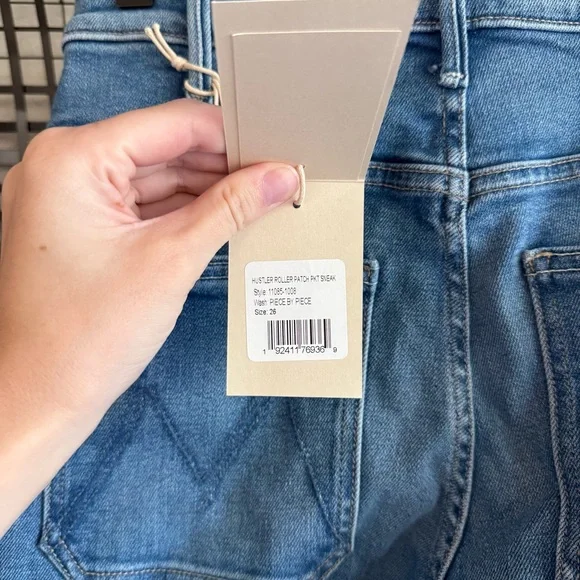 HUSTLER ROLLER PATCH PKT SNEAK
Style: 11095-1008
Wash: PIECE BY PIECE
Size: 26
1 92411 76936 9